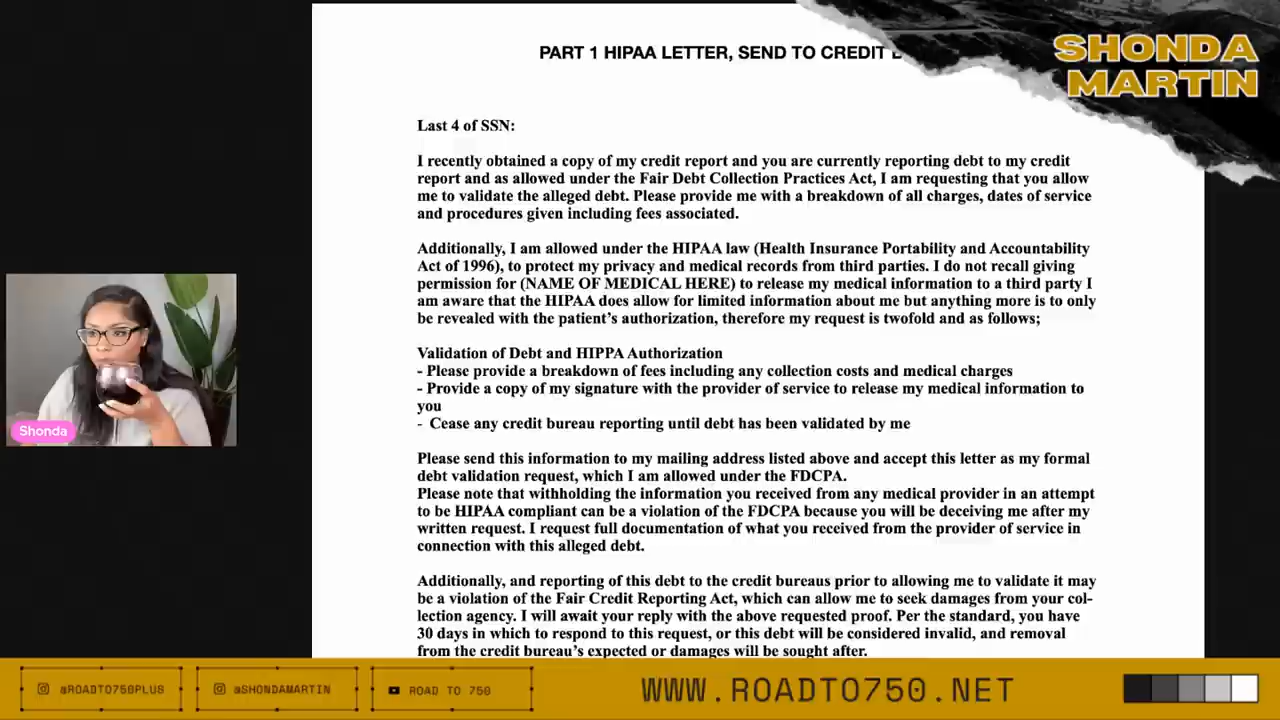 PART 1 HIPAA LETTER, SEND TO CREDIT
SHONDA
MARTIN
Last 4 of SSN:
I recently obtained a copy of my credit report and you are currently reporting debt to my credit
report and as allowed under the Fair Debt Collection Practices Act, I am requesting that you allow
me to validate the alleged debt. Please provide me with a breakdown of all charges, dates of service
and procedures given including fees associated.
Additionally, I am allowed under the HIPAA law (Health Insurance Portability and Accountability
Act of 1996), to protect my privacy and medical records from third parties. I do not recall giving
permission for (NAME OF MEDICAL HERE) to release my medical information to a third party I
am aware that the HIPAA does allow for limited information about me but anything more is to only
be revealed with the patient's authorization, therefore my request is twofold and as follows;
Validation of Debt and HIPPA Authorization
- Please provide a breakdown of fees including any collection costs and medical charges
- Provide a copy of my signature with the provider of service to release my medical information to
you
- Cease any credit bureau reporting until debt has been validated by me
Please send this information to my mailing address listed above and accept this letter as my formal
debt validation request, which I am allowed under the FDCPA.
Please note that withholding the information you received from any medical provider in an attempt
to be HIPAA compliant can be a violation of the FDCPA because you will be deceiving me after my
written request. I request full documentation of what you received from the provider of service in
connection with this alleged debt.
Additionally, and reporting of this debt to the credit bureaus prior to allowing me to validate it may
be a violation of the Fair Credit Reporting Act, which can allow me to seek damages from your col-
lection agency. I will await your reply with the above requested proof. Per the standard, you have
30 days in which to respond to this request, or this debt will be considered invalid, and removal
from the credit bureau's expected or damages will be sought after.
Shonda
@ROADTO750PLUS
@SHONDAMARTIN
ROAD TO 750
WWW.ROADTO750.NET